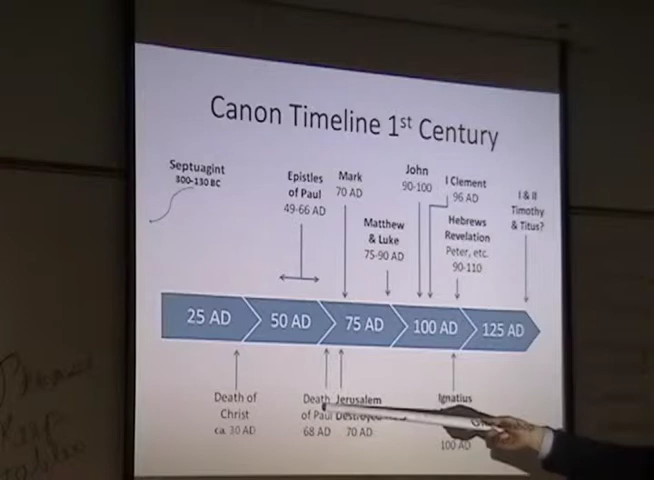 Canon Timeline 1st Century
Septuagint
300-130 BC
Epistles
of Paul
49-66 AD
Mark
70 AD
Matthew
& Luke
75-90 AD
John
90-100
I Clement
96 AD
Hebrews
Revelation
Peter, etc.
90-110
I & II
Timothy
& Titus?
25 AD
50 AD
75 AD
100 AD
125 AD
Death of
Christ
ca. 30 AD
Death
of Paul
68 AD
Jerusalem
Destroyed
70 AD
Ignatius
100 AD